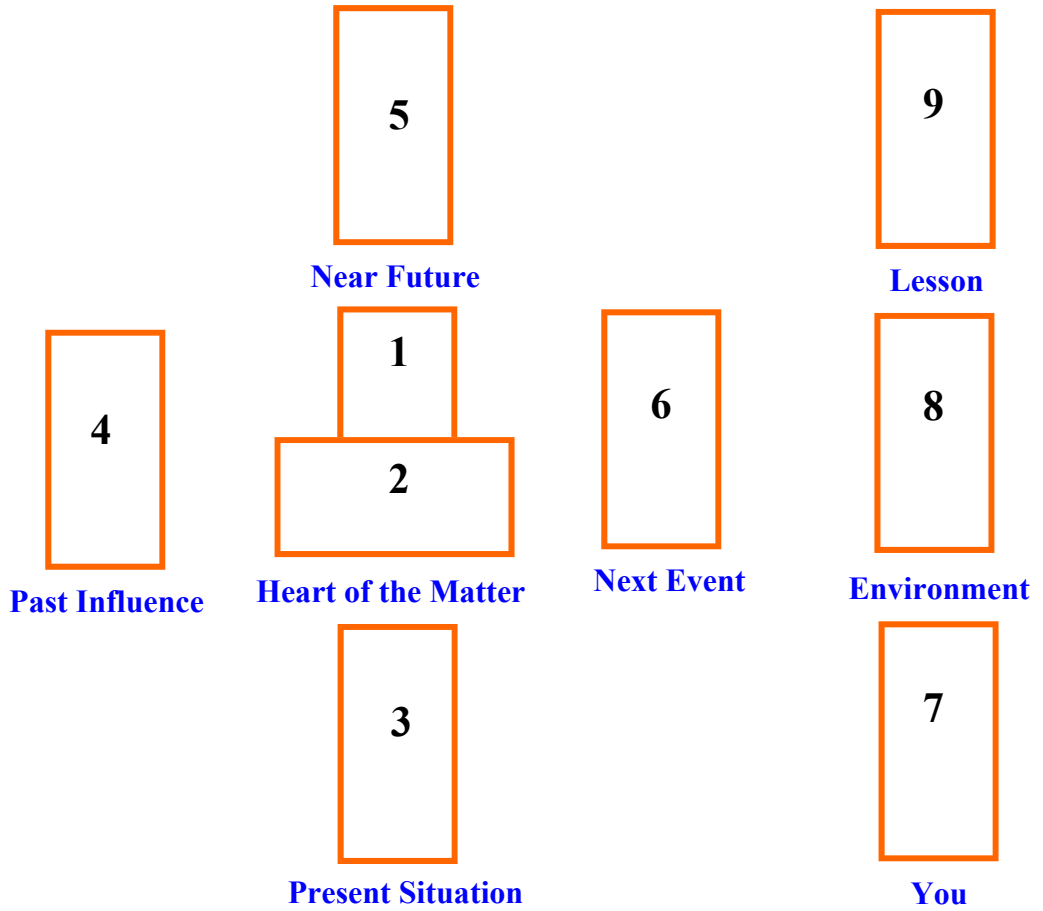 5
9
Near Future
Lesson
1
4
6
8
2
Past Influence
Heart of the Matter
Next Event
Environment
3
7
Present Situation
You